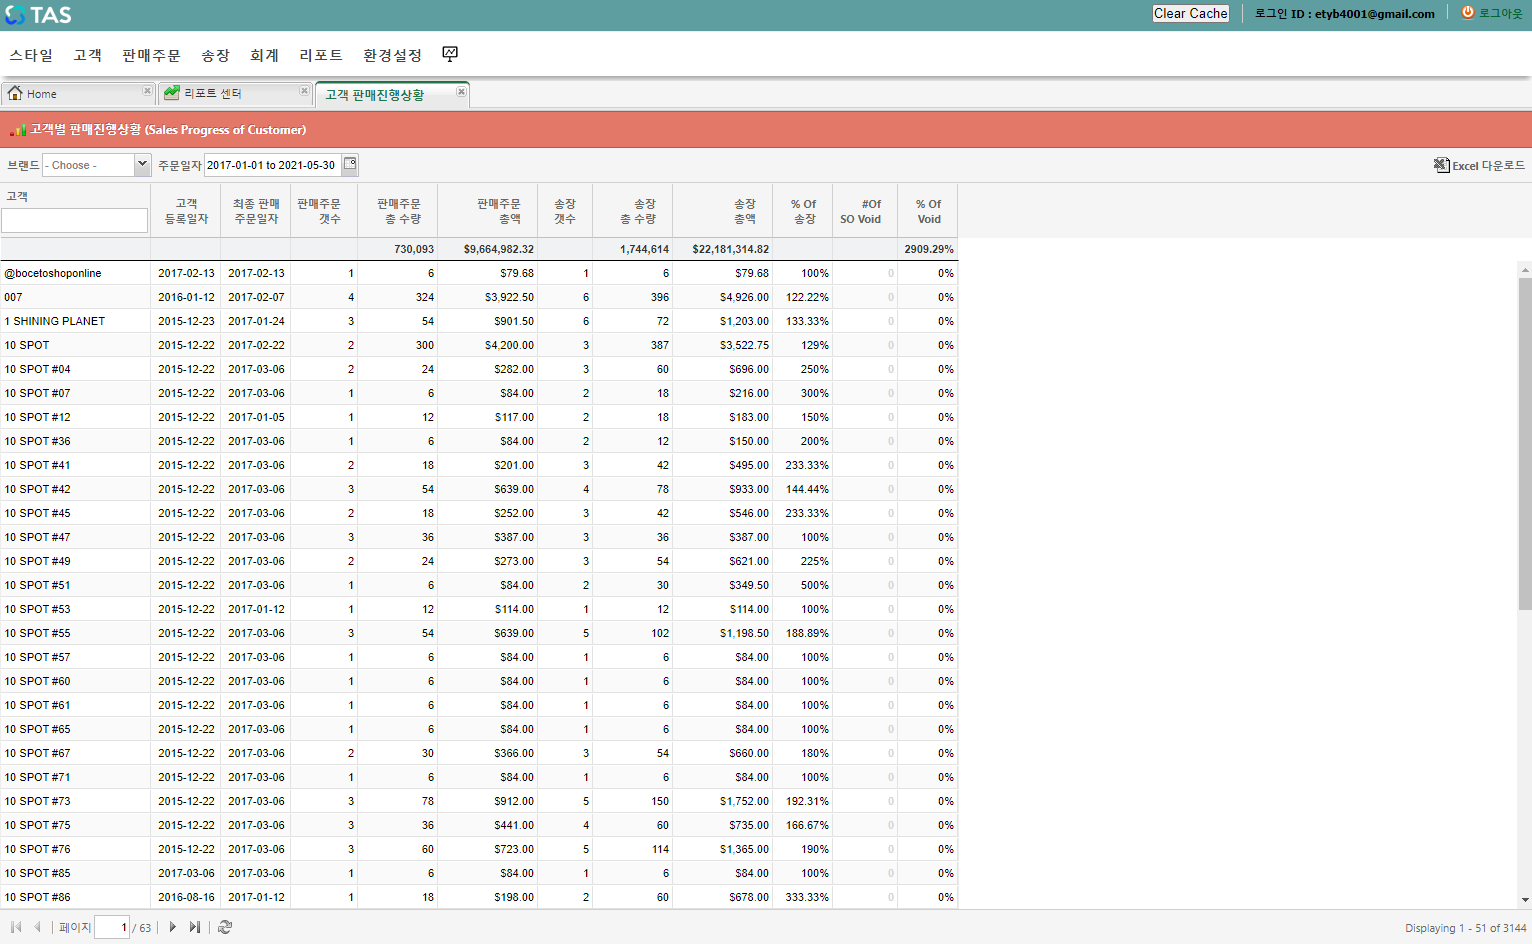 TAS
Clear Cache 로그인 ID : etyb4001@gmail.com 로그아웃
스타일 고객 판매주문 송장 회계 리포트 환경설정
Home 리포트 센터 고객 판매진행상황
고객별 판매진행상황 (Sales Progress of Customer)
브랜드 - Choose - 주문일자 2017-01-01 to 2021-05-30 Excel 다운로드
고객 고객 등록일자 최종 판매 주문일자 판매주문 갯수 판매주문 총 수량 판매주문 총액 송장 갯수 송장 총 수량 송장 총액 % Of 송장 #Of SO Void % Of Void
730,093 $9,664,982.32 1,744,614 $22,181,314.82 2909.29%
@bocetoshoponline 2017-02-13 2017-02-13 1 6 $79.68 1 6 $79.68 100% 0 0%
007 2016-01-12 2017-02-07 4 324 $3,922.50 6 396 $4,926.00 122.22% 0 0%
1 SHINING PLANET 2015-12-23 2017-01-24 3 54 $901.50 6 72 $1,203.00 133.33% 0 0%
10 SPOT 2015-12-22 2017-02-22 2 300 $4,200.00 3 387 $3,522.75 129% 0 0%
10 SPOT #04 2015-12-22 2017-03-06 2 24 $282.00 3 60 $696.00 250% 0 0%
10 SPOT #07 2015-12-22 2017-03-06 1 6 $84.00 2 18 $216.00 300% 0 0%
10 SPOT #12 2015-12-22 2017-01-05 1 12 $117.00 2 18 $183.00 150% 0 0%
10 SPOT #36 2015-12-22 2017-03-06 1 6 $84.00 2 12 $150.00 200% 0 0%
10 SPOT #41 2015-12-22 2017-03-06 2 18 $201.00 3 42 $495.00 233.33% 0 0%
10 SPOT #42 2015-12-22 2017-03-06 3 54 $639.00 4 78 $933.00 144.44% 0 0%
10 SPOT #45 2015-12-22 2017-03-06 2 18 $252.00 3 42 $546.00 233.33% 0 0%
10 SPOT #47 2015-12-22 2017-03-06 3 36 $387.00 3 36 $387.00 100% 0 0%
10 SPOT #49 2015-12-22 2017-03-06 2 24 $273.00 3 54 $621.00 225% 0 0%
10 SPOT #51 2015-12-22 2017-03-06 1 6 $84.00 2 30 $349.50 500% 0 0%
10 SPOT #53 2015-12-22 2017-01-12 1 12 $114.00 1 12 $114.00 100% 0 0%
10 SPOT #55 2015-12-22 2017-03-06 3 54 $639.00 5 102 $1,198.50 188.89% 0 0%
10 SPOT #57 2015-12-22 2017-03-06 1 6 $84.00 1 6 $84.00 100% 0 0%
10 SPOT #60 2015-12-22 2017-03-06 1 6 $84.00 1 6 $84.00 100% 0 0%
10 SPOT #61 2015-12-22 2017-03-06 1 6 $84.00 1 6 $84.00 100% 0 0%
10 SPOT #65 2015-12-22 2017-03-06 1 6 $84.00 1 6 $84.00 100% 0 0%
10 SPOT #67 2015-12-22 2017-03-06 2 30 $366.00 3 54 $660.00 180% 0 0%
10 SPOT #71 2015-12-22 2017-03-06 1 6 $84.00 1 6 $84.00 100% 0 0%
10 SPOT #73 2015-12-22 2017-03-06 3 78 $912.00 5 150 $1,752.00 192.31% 0 0%
10 SPOT #75 2015-12-22 2017-03-06 3 36 $441.00 4 60 $735.00 166.67% 0 0%
10 SPOT #76 2015-12-22 2017-03-06 3 60 $723.00 5 114 $1,365.00 190% 0 0%
10 SPOT #85 2017-03-06 2017-03-06 1 6 $84.00 1 6 $84.00 100% 0 0%
10 SPOT #86 2016-08-16 2017-01-12 1 18 $198.00 2 60 $678.00 333.33% 0 0%
페이지 1 / 63 Displaying 1 - 51 of 3144